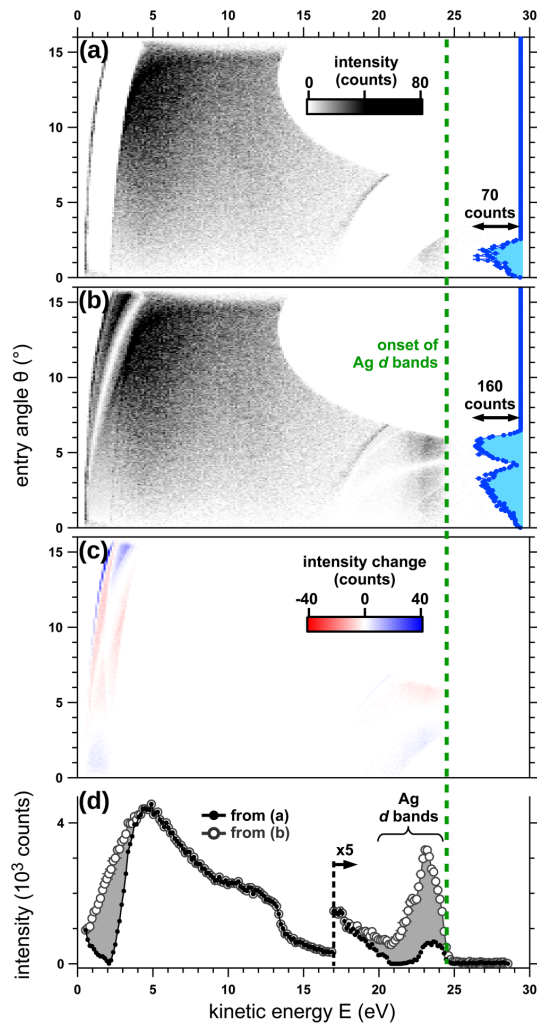 0 5 10 15 20 25 30
(a)
intensity
(counts)
0 80
70
counts
15
10
5
0
(b)
onset of
Ag d bands
160
counts
15
10
5
0
entry angle θ (°)
(c)
intensity change
(counts)
-40 0 40
15
10
5
0
(d)
from (a)
from (b)
Ag
d bands
x5
4
0
intensity (10³ counts)
0 5 10 15 20 25 30
kinetic energy E (eV)